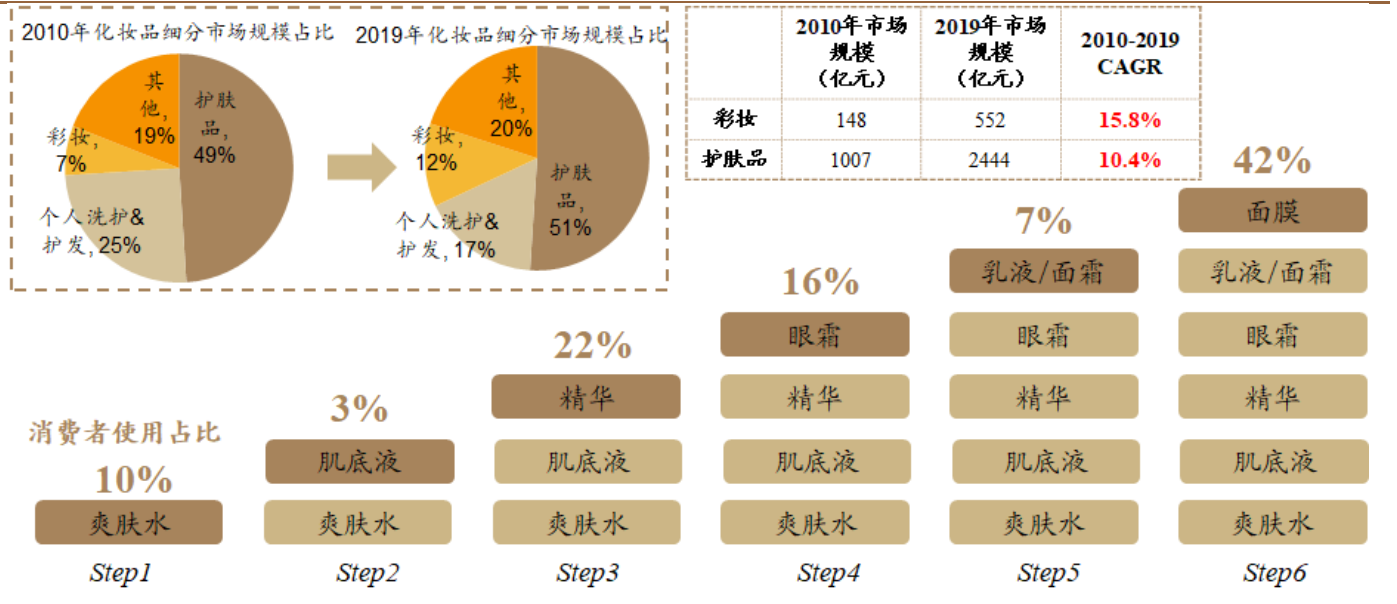 2010年化妆品细分市场规模占比
其
他,
19%
护肤
品,
49%
彩妆,
7%
个人洗护&
护发, 25%
2019年化妆品细分市场规模占比
其
他,
20%
彩妆,
12%
护肤
品,
51%
个人洗护&
护发, 17%
2010年市场
规模
（亿元）
2019年市场
规模
（亿元）
2010-2019
CAGR
彩妆 148 552 15.8%
护肤品 1007 2444 10.4%
消费者使用占比
10%
爽肤水
Step1
3%
肌底液
爽肤水
Step2
22%
精华
肌底液
爽肤水
Step3
16%
眼霜
精华
肌底液
爽肤水
Step4
7%
乳液/面霜
眼霜
精华
肌底液
爽肤水
Step5
42%
面膜
乳液/面霜
眼霜
精华
肌底液
爽肤水
Step6